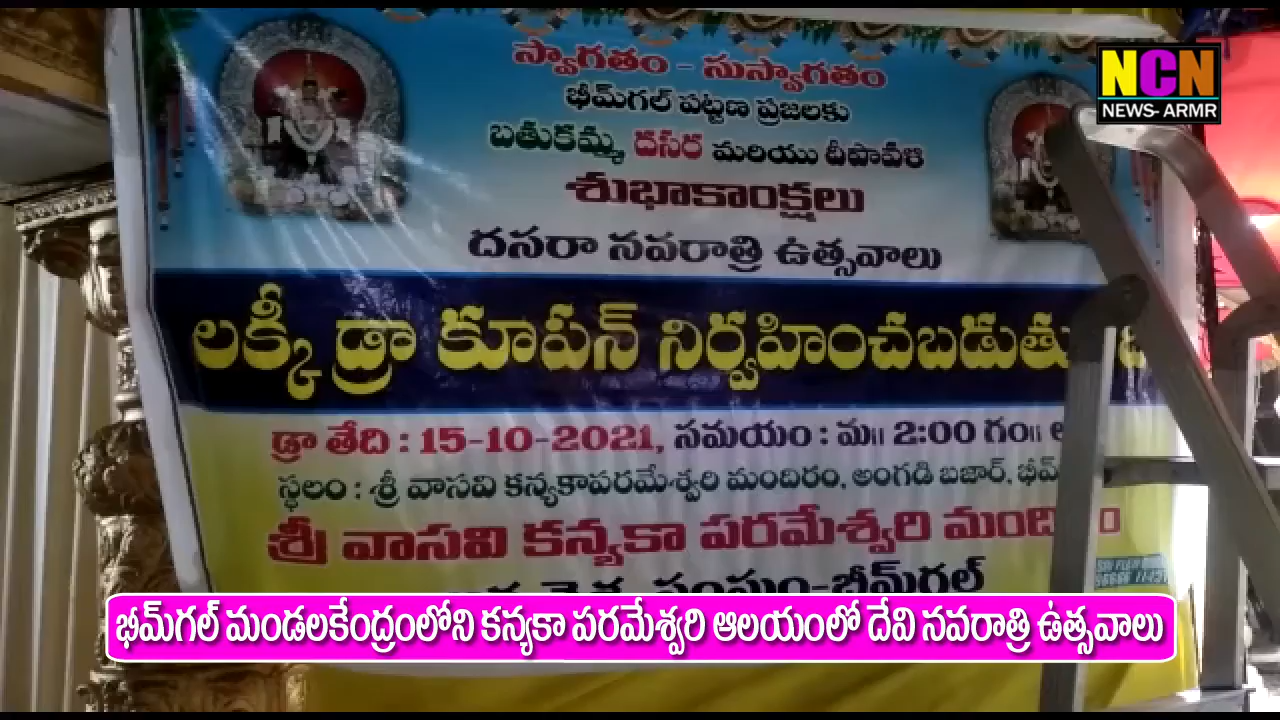 స్వాగతం - సుస్వాగతం
భీమ్‌గల్ పట్టణ ప్రజలకు
బతుకమ్మ, దసర మరియు దీపావళి
శుభాకాంక్షలు
దసరా నవరాత్రి ఉత్సవాలు
లక్కీ డ్రా కూపన్ నిర్వహించబడుతు
డ్రా తేది : 15-10-2021, సమయం : మ॥ 2:00 గం॥
స్థలం : శ్రీ వాసవి కన్యకాపరమేశ్వరి మందిరం, అంగడి బజార్, భీమ్
శ్రీ వాసవి కన్యకా పరమేశ్వరి మందిరం
సంఘం-భీమ్‌గల్
NCN
NEWS- ARMR
భీమ్‌గల్ మండలకేంద్రంలోని కన్యకా పరమేశ్వరి ఆలయంలో దేవి నవరాత్రి ఉత్సవాలు